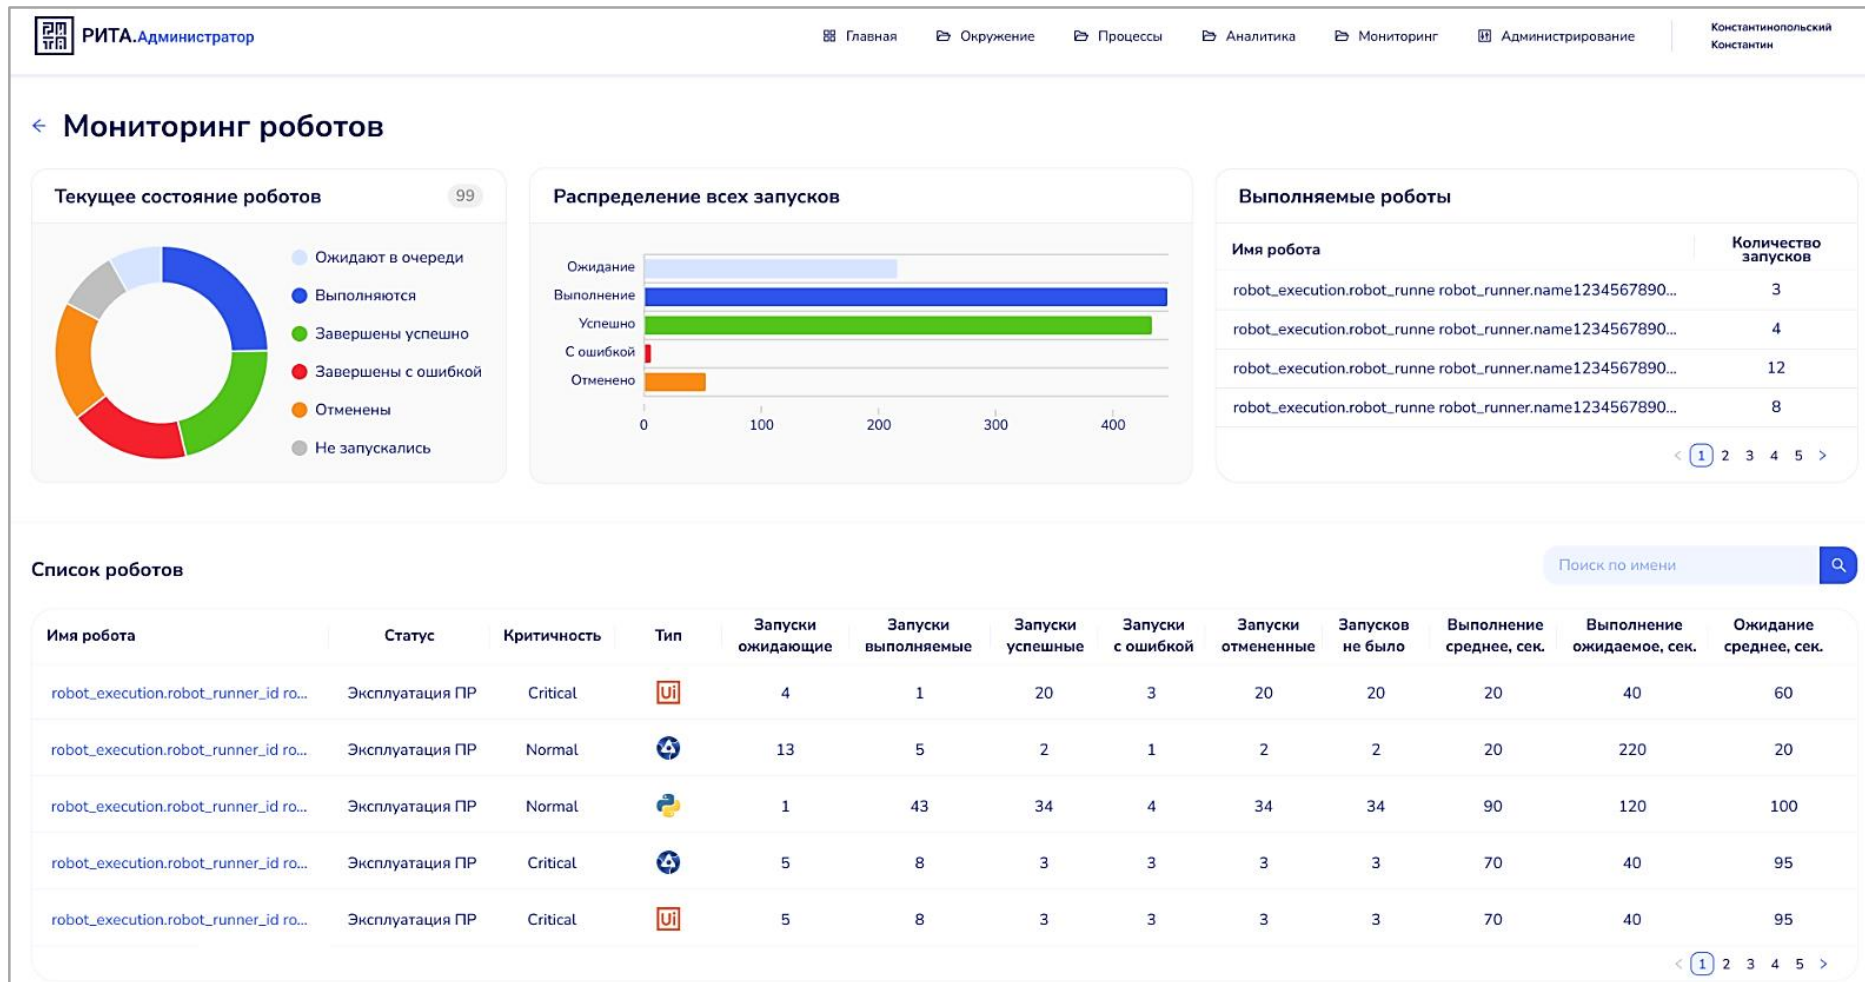 РИТА.Администратор
Главная
Окружение
Процессы
Аналитика
Мониторинг
Администрирование
Константинопольский
Константин
Мониторинг роботов
Текущее состояние роботов 99
Ожидают в очереди
Выполняются
Завершены успешно
Завершены с ошибкой
Отменены
Не запускались
Распределение всех запусков
Ожидание
Выполнение
Успешно
С ошибкой
Отменено
0 100 200 300 400
Выполняемые роботы
Имя робота Количество запусков
robot_execution.robot_runne robot_runner.name1234567890... 3
robot_execution.robot_runne robot_runner.name1234567890... 4
robot_execution.robot_runne robot_runner.name1234567890... 12
robot_execution.robot_runne robot_runner.name1234567890... 8
< 1 2 3 4 5 >
Список роботов
Поиск по имени
Имя робота Статус Критичность Тип Запуски ожидающие Запуски выполняемые Запуски успешные Запуски с ошибкой Запуски отмененные Запусков не было Выполнение среднее, сек. Выполнение ожидаемое, сек. Ожидание среднее, сек.
robot_execution.robot_runner_id ro... Эксплуатация ПР Critical Ui 4 1 20 3 20 20 20 40 60
robot_execution.robot_runner_id ro... Эксплуатация ПР Normal 13 5 2 1 2 2 20 220 20
robot_execution.robot_runner_id ro... Эксплуатация ПР Normal 1 43 34 4 34 34 90 120 100
robot_execution.robot_runner_id ro... Эксплуатация ПР Critical 5 8 3 3 3 3 70 40 95
robot_execution.robot_runner_id ro... Эксплуатация ПР Critical Ui 5 8 3 3 3 3 70 40 95
< 1 2 3 4 5 >